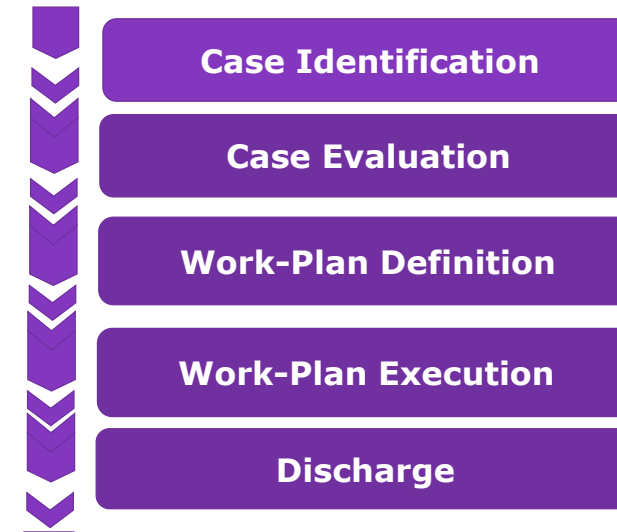 Case Identification
Case Evaluation
Work-Plan Definition
Work-Plan Execution
Discharge